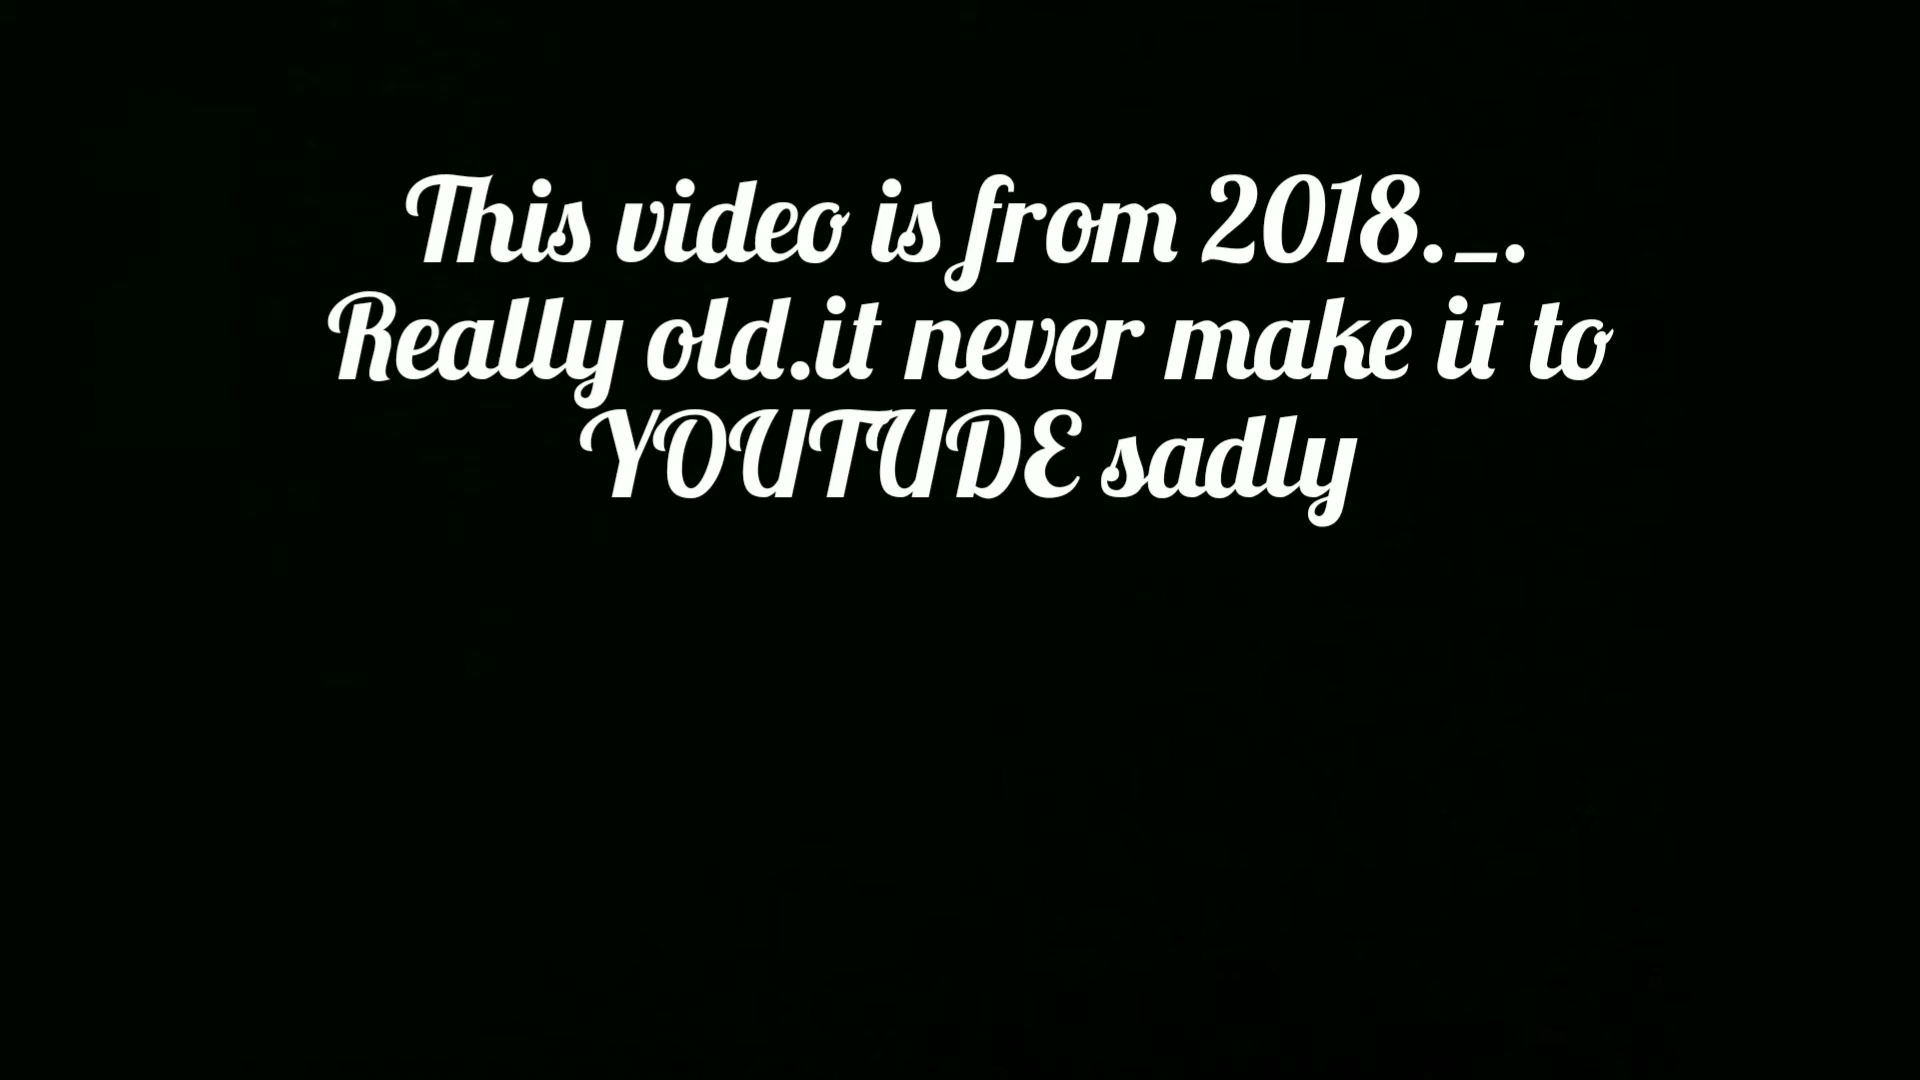 This video is from 2018._.
Really old.it never make it to
YOUTUDE sadly